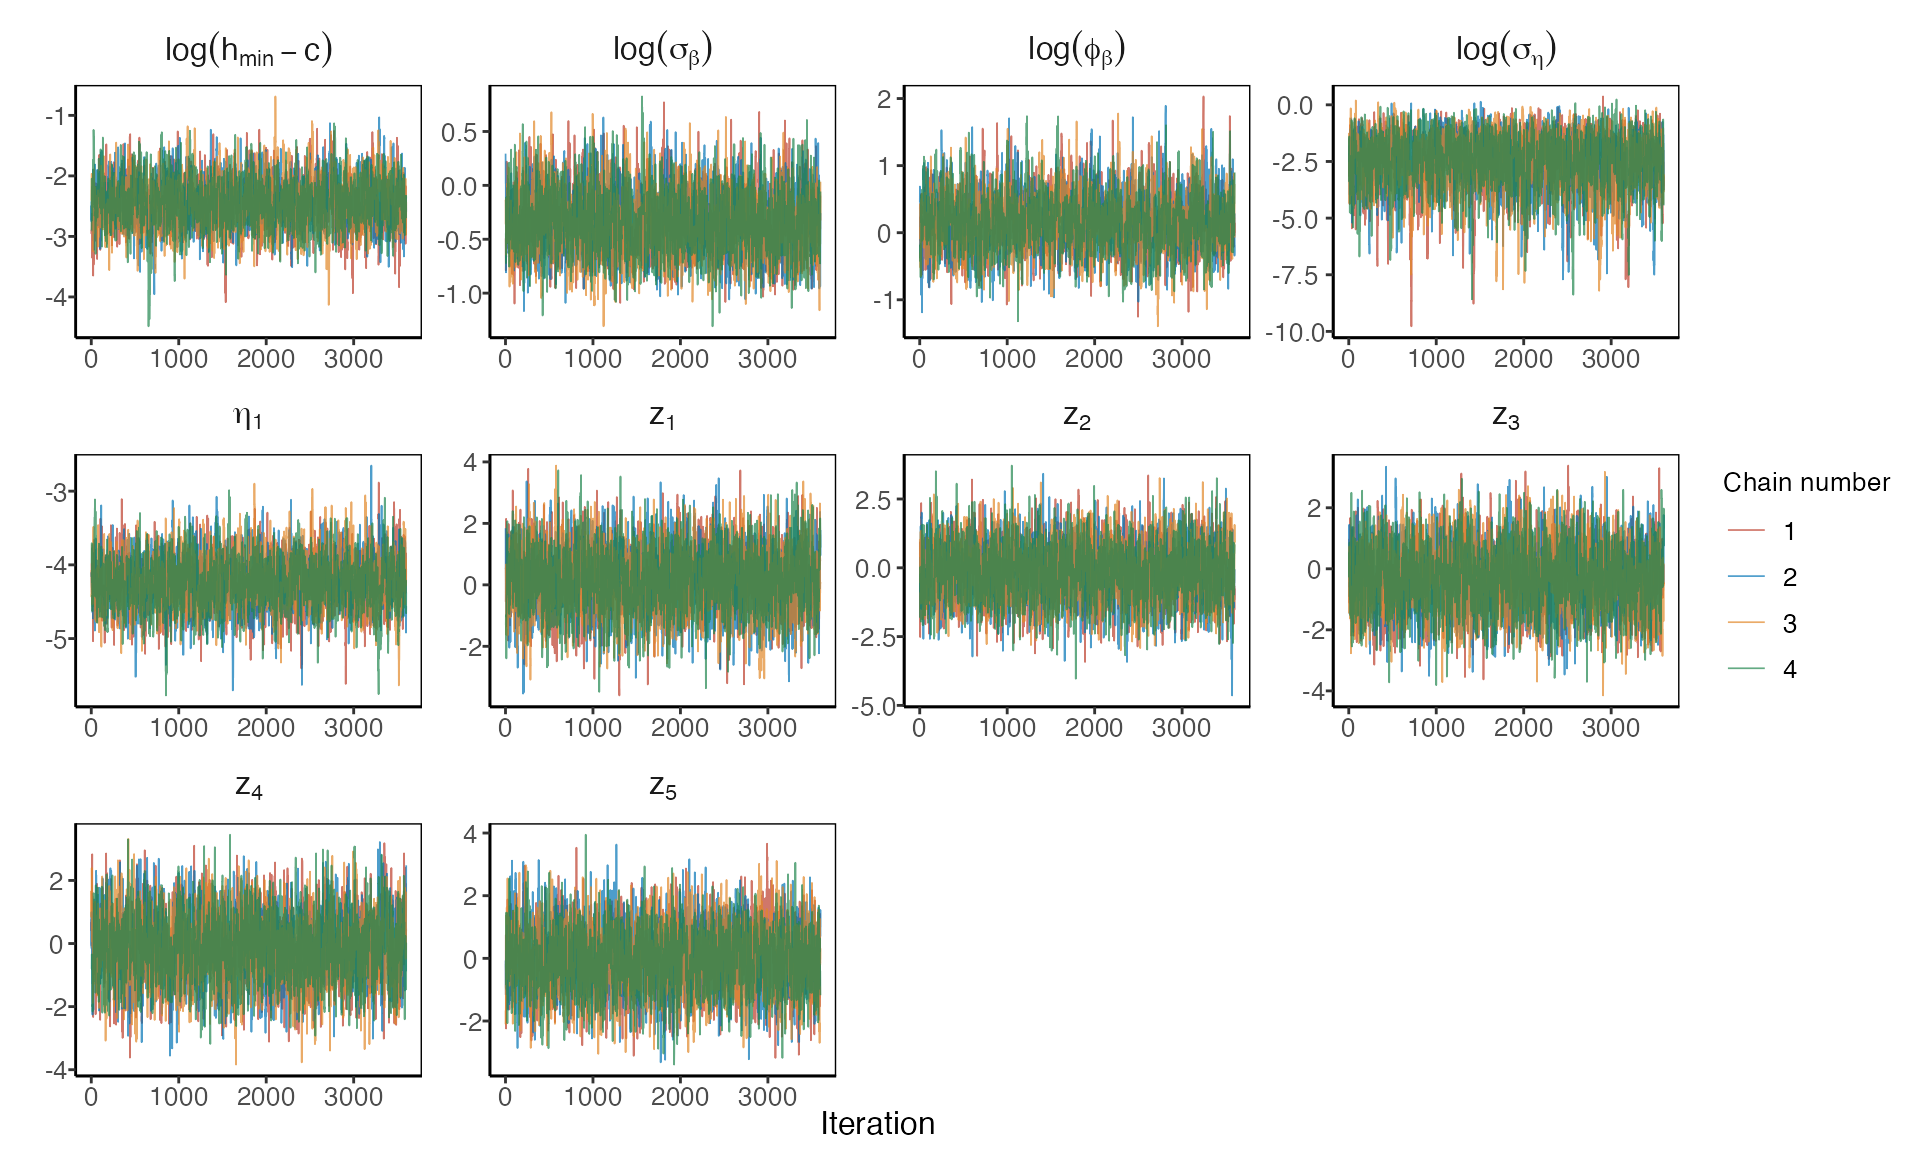 log(h_min − c) log(σ_β) log(ϕ_β) log(σ_η)
-1 -2 -3 -4
0.5 0.0 -0.5 -1.0
2 1 0 -1
0.0 -2.5 -5.0 -7.5 -10.0
0 1000 2000 3000 0 1000 2000 3000 0 1000 2000 3000 0 1000 2000 3000
η₁ z₁ z₂ z₃
-3 -4 -5
4 2 0 -2
2.5 0.0 -2.5 -5.0
2 0 -2 -4
0 1000 2000 3000 0 1000 2000 3000 0 1000 2000 3000 0 1000 2000 3000
Chain number
1
2
3
4
z₄ z₅
2 0 -2 -4
4 2 0 -2
0 1000 2000 3000 0 1000 2000 3000
Iteration